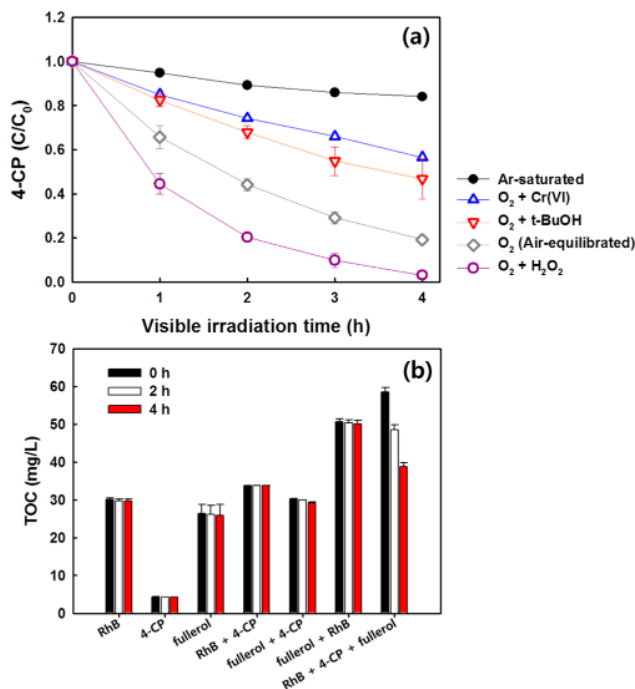 (a)
1.2
1.0
0.8
0.6
0.4
0.2
0.0
4-CP (C/C₀)
0 1 2 3 4
Visible irradiation time (h)
Ar-saturated
O₂ + Cr(VI)
O₂ + t-BuOH
O₂ (Air-equilibrated)
O₂ + H₂O₂
(b)
0 h
2 h
4 h
70
60
50
40
30
20
10
0
TOC (mg/L)
RhB
4-CP
fullerol
RhB + 4-CP
fullerol + 4-CP
fullerol + RhB
RhB + 4-CP + fullerol